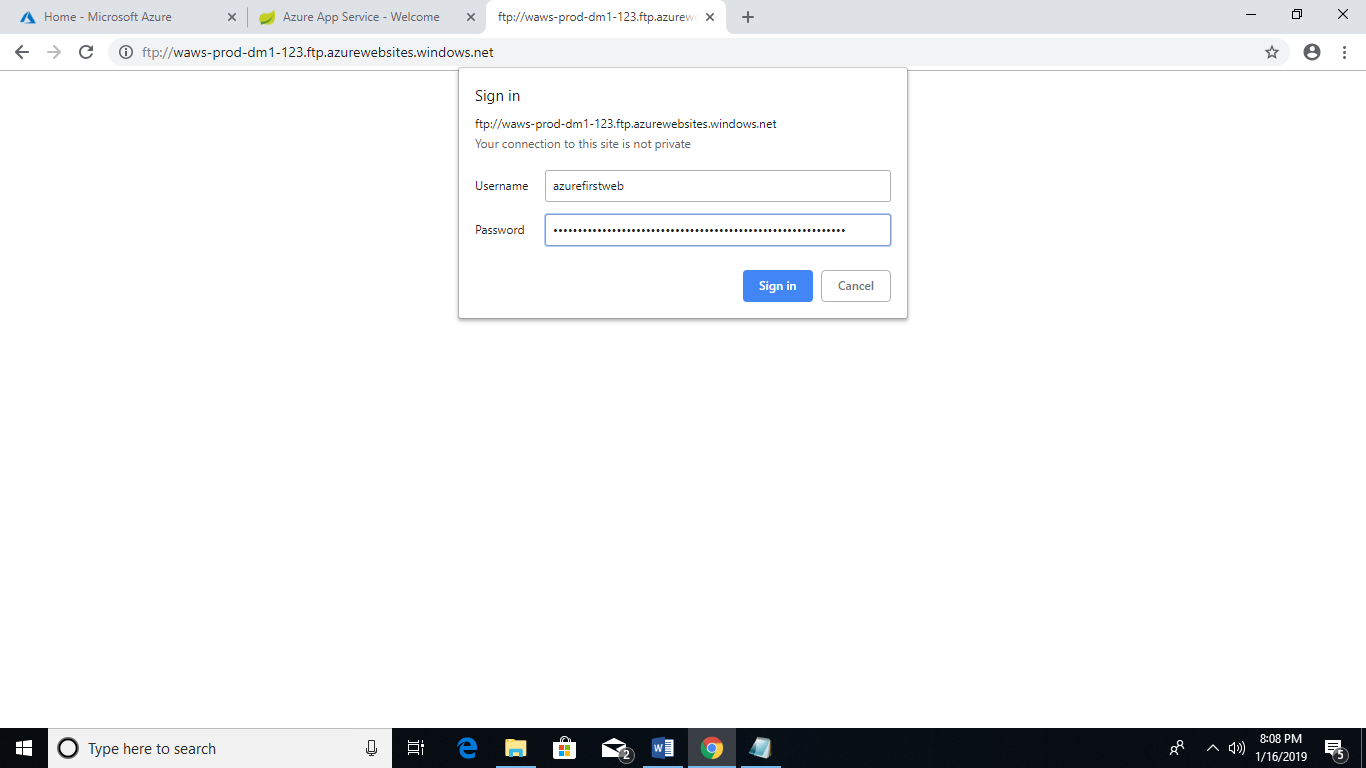 Home - Microsoft Azure
Azure App Service - Welcome
ftp://waws-prod-dm1-123.ftp.azurew
ftp://waws-prod-dm1-123.ftp.azurewebsites.windows.net
Sign in
ftp://waws-prod-dm1-123.ftp.azurewebsites.windows.net
Your connection to this site is not private
Username azurefirstweb
Password ••••••••••••••••••••••••••••••••••••••••••••••••••••••••••••
Sign in Cancel
Type here to search
2
8:08 PM
1/16/2019
5